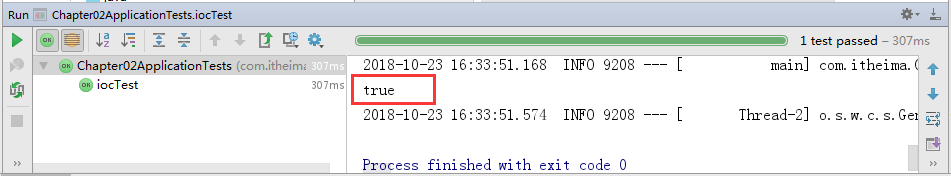 Run Chapter02ApplicationTests.iocTest
OK
1 test passed – 307ms
Chapter02ApplicationTests (com.itheima 307ms
iocTest 307ms
2018-10-23 16:33:51.168  INFO 9208 --- [           main] com.itheima.
true
2018-10-23 16:33:51.574  INFO 9208 --- [       Thread-2] o.s.w.c.s.Ge
Process finished with exit code 0